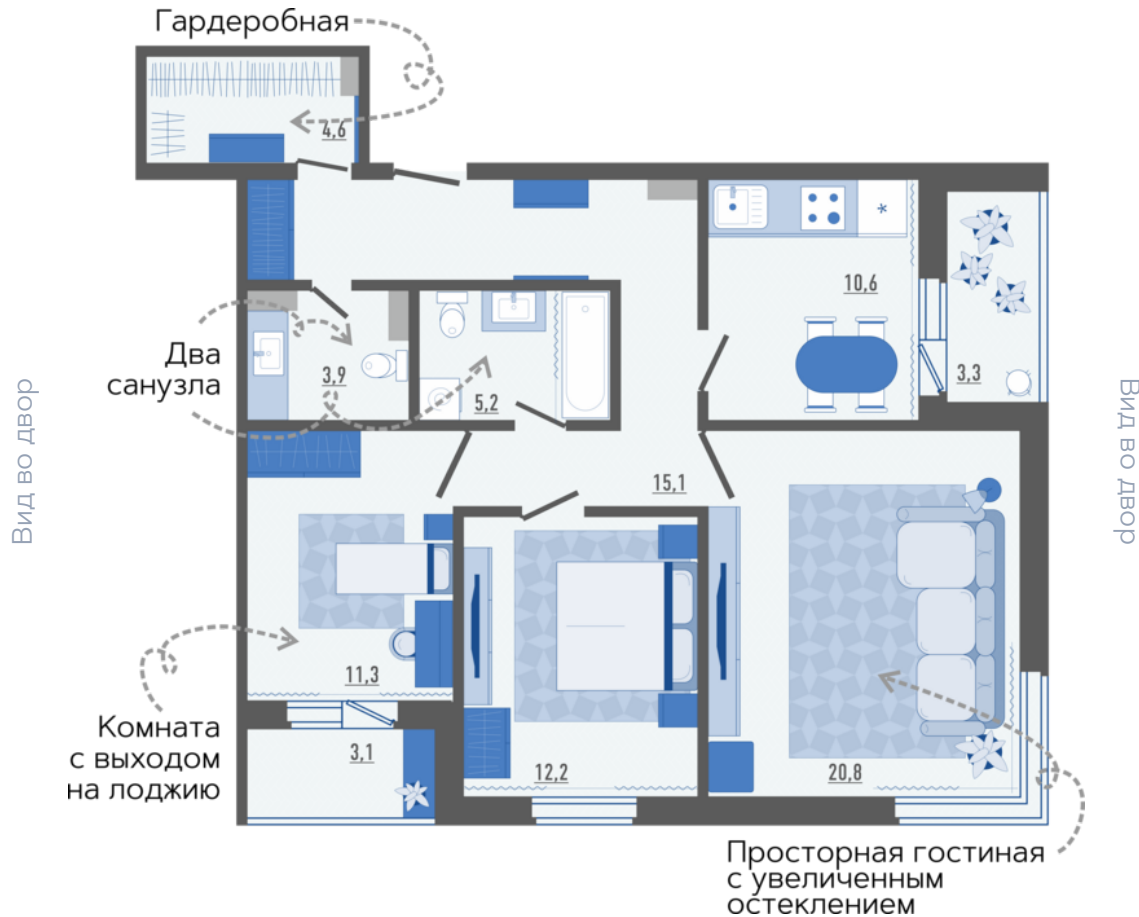 Гардеробная
4,6
10,6
3,3
Два
санузла
3,9
5,2
Вид во двор
Вид во двор
15,1
11,3
Комната
с выходом
на лоджию
3,1
12,2
20,8
Просторная гостиная
с увеличенным
остеклением